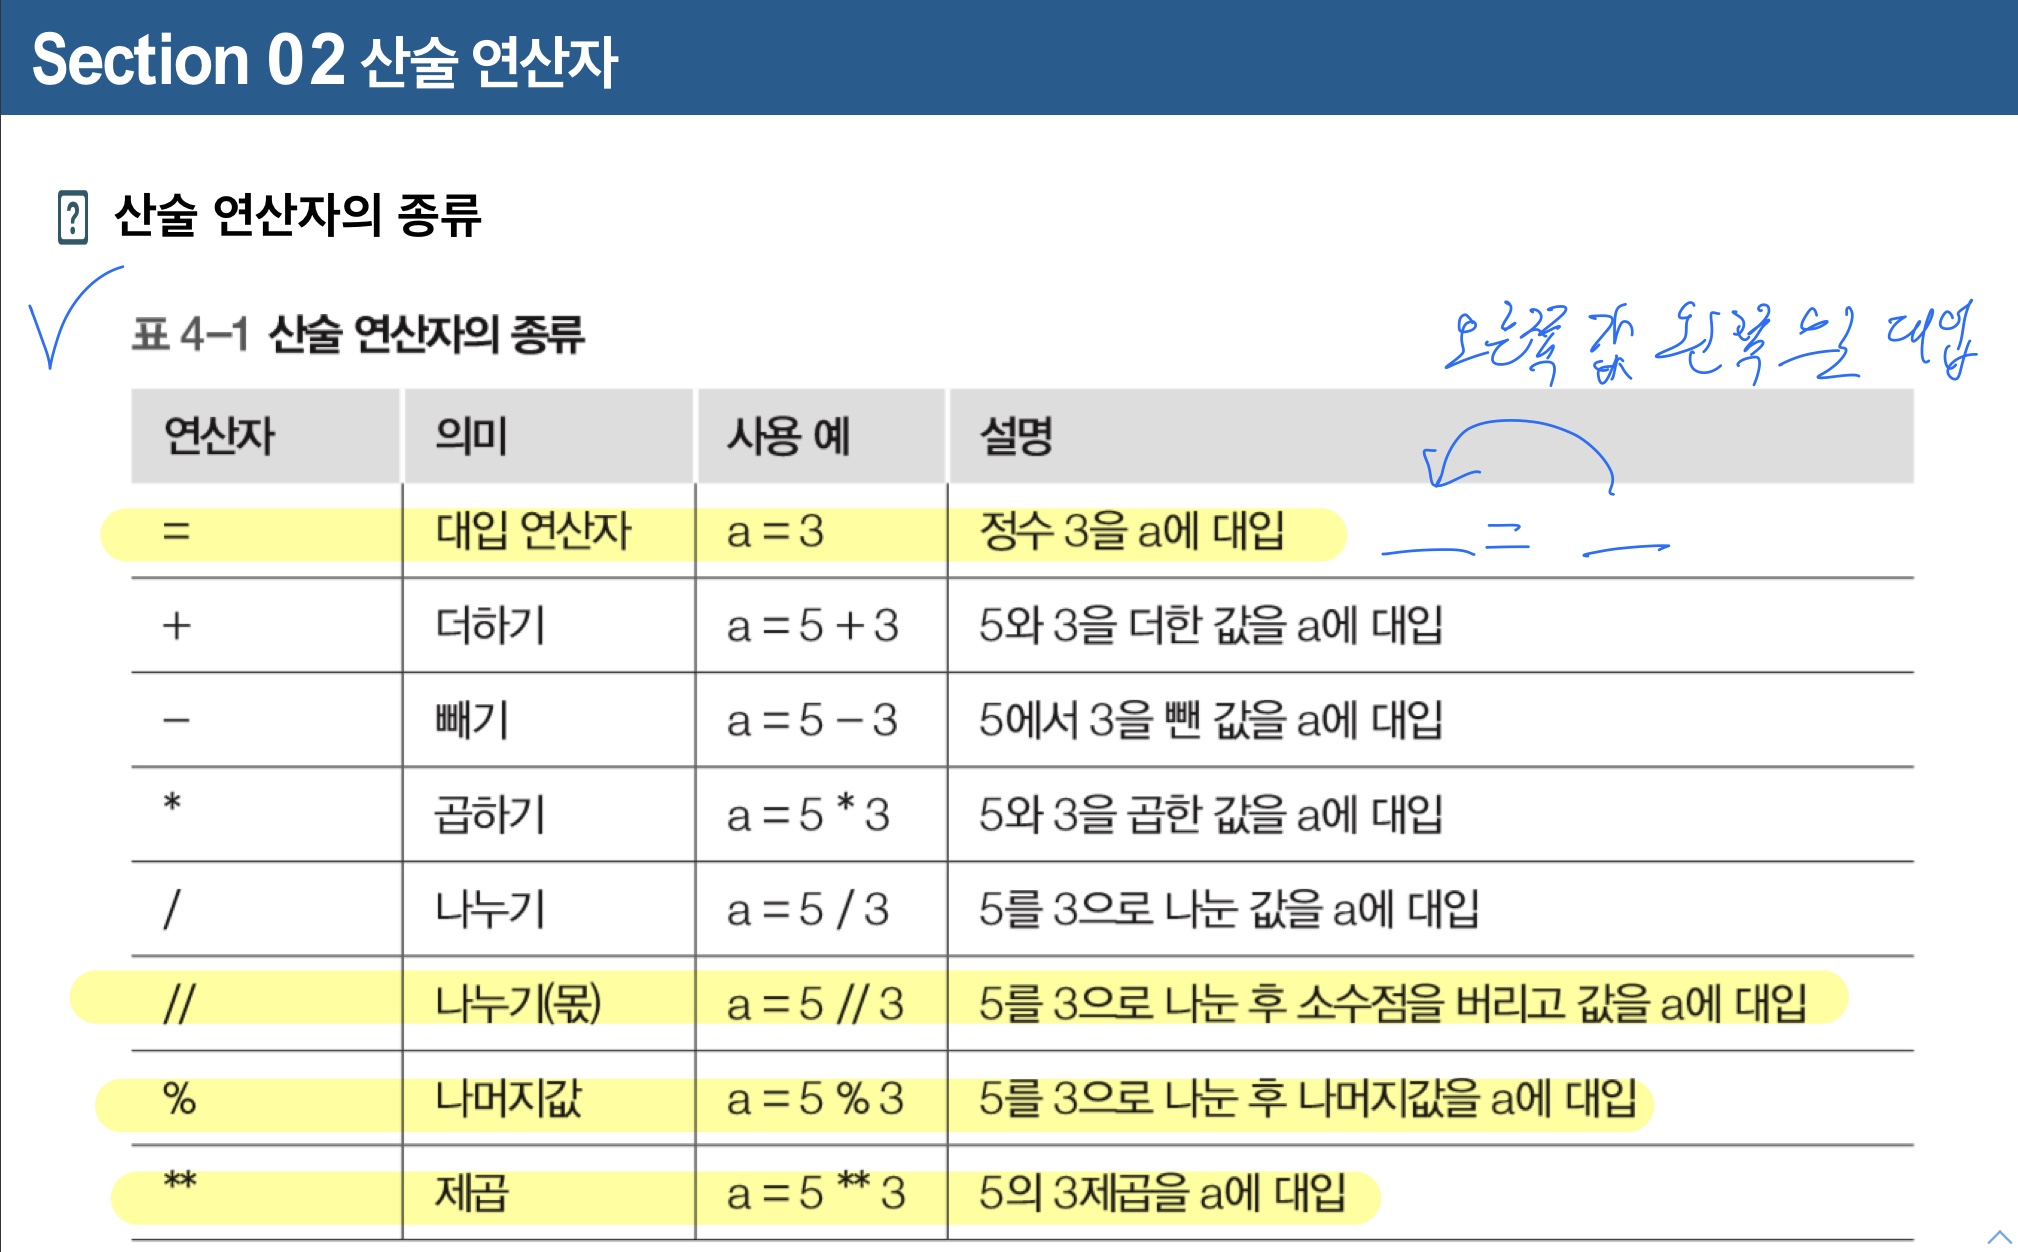 Section 02 산술 연산자
산술 연산자의 종류
표 4-1 산술 연산자의 종류
오른쪽 값 왼쪽으로 대입
연산자 의미 사용 예 설명
= 대입 연산자 a = 3 정수 3을 a에 대입 = 
+ 더하기 a = 5 + 3 5와 3을 더한 값을 a에 대입
− 빼기 a = 5 − 3 5에서 3을 뺀 값을 a에 대입
* 곱하기 a = 5 * 3 5와 3을 곱한 값을 a에 대입
/ 나누기 a = 5 / 3 5를 3으로 나눈 값을 a에 대입
// 나누기(몫) a = 5 // 3 5를 3으로 나눈 후 소수점을 버리고 값을 a에 대입
% 나머지값 a = 5 % 3 5를 3으로 나눈 후 나머지값을 a에 대입
** 제곱 a = 5 ** 3 5의 3제곱을 a에 대입